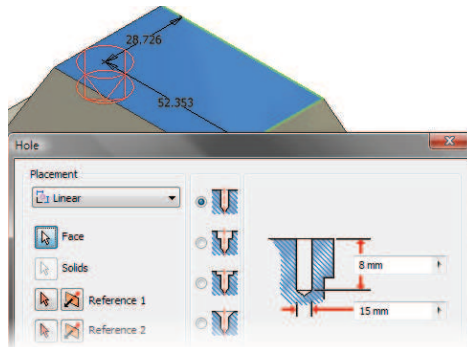 28.726
52.353
Hole
Placement
Linear
Face
Solids
Reference 1
Reference 2
8 mm
15 mm